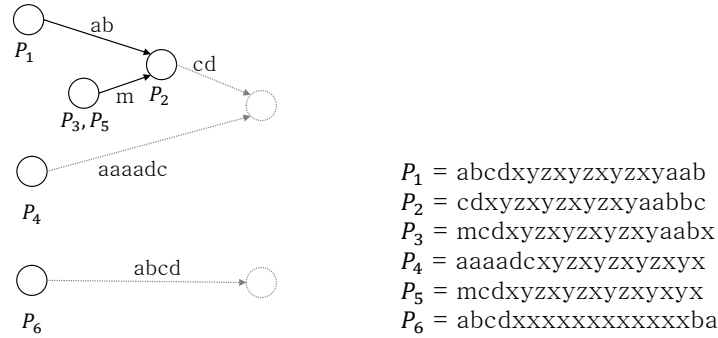 ab
P₁
cd
m
P₂
P₃, P₅
aaaadc
P₄
abcd
P₆
P₁ = abcdxyzxyzxyzxyaab
P₂ = cdxyzxyzxyzxyaabbc
P₃ = mcdxyzxyzxyzxyaabx
P₄ = aaaadcxyzxyzxyzxyx
P₅ = mcdxyzxyzxyzxyxyx
P₆ = abcdxxxxxxxxxxxxba